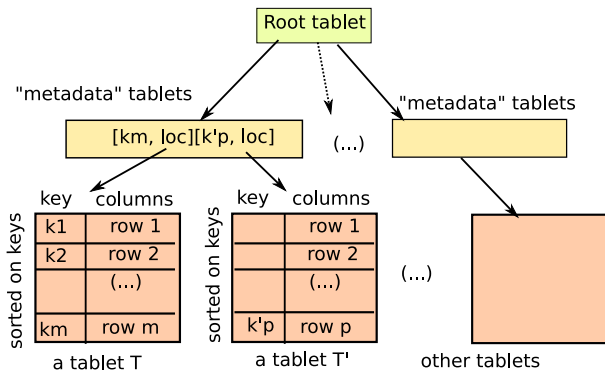 Root tablet
"metadata" tablets
"metadata" tablets
[km, loc][k'p, loc]
(...)
key columns
key columns
sorted on keys
k1 row 1
k2 row 2
(...)
km row m
sorted on keys
row 1
row 2
(...)
k'p row p
(...)
a tablet T
a tablet T'
other tablets